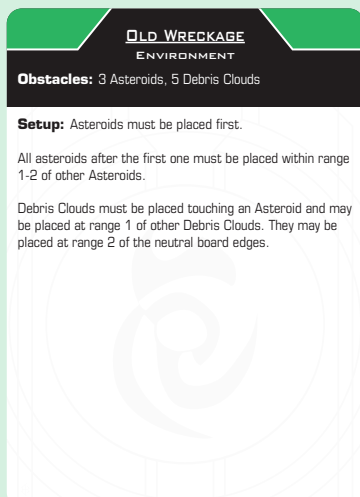 Old Wreckage
Environment
Obstacles: 3 Asteroids, 5 Debris Clouds
Setup: Asteroids must be placed first.
All asteroids after the first one must be placed within range
1-2 of other Asteroids.
Debris Clouds must be placed touching an Asteroid and may
be placed at range 1 of other Debris Clouds. They may be
placed at range 2 of the neutral board edges.